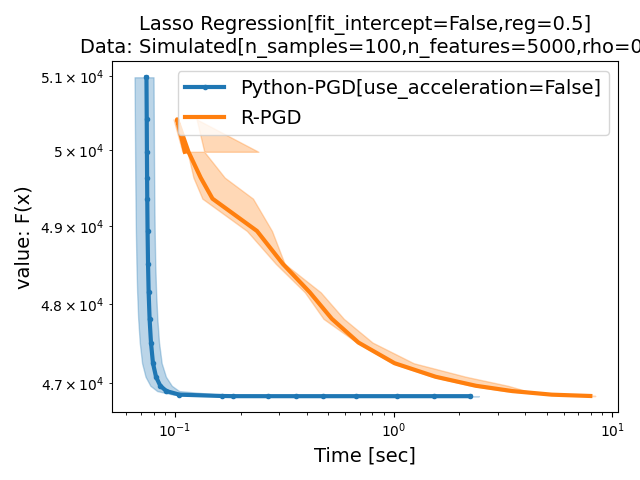 Lasso Regression[fit_intercept=False,reg=0.5]
Data: Simulated[n_samples=100,n_features=5000,rho=0
Python-PGD[use_acceleration=False]
R-PGD
value: F(x)
5.1 × 10⁴
5 × 10⁴
4.9 × 10⁴
4.8 × 10⁴
4.7 × 10⁴
10⁻¹
10⁰
10¹
Time [sec]